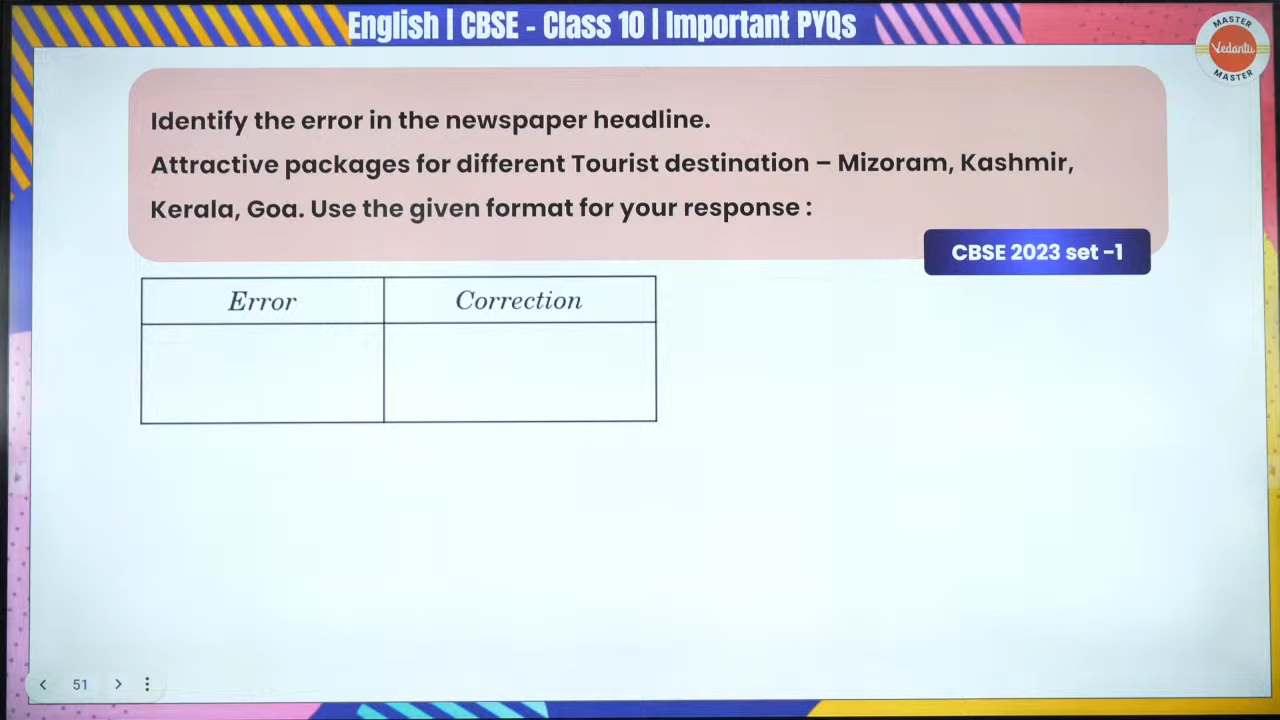 English | CBSE - Class 10 | Important PYQs
MASTER
Vedantu
MASTER
Identify the error in the newspaper headline.
Attractive packages for different Tourist destination – Mizoram, Kashmir,
Kerala, Goa. Use the given format for your response :
CBSE 2023 set -1
Error Correction
51